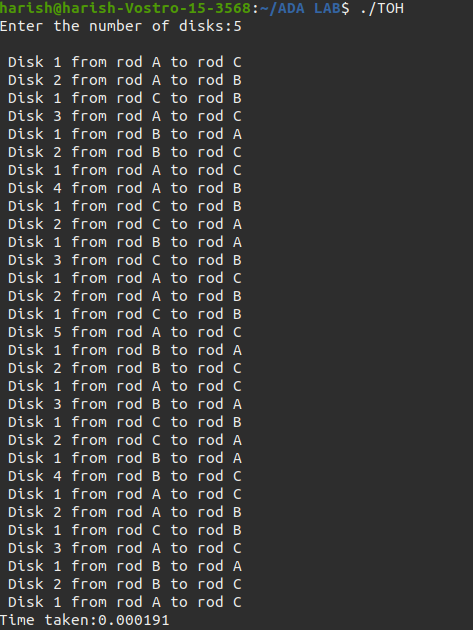 harish@harish-Vostro-15-3568:~/ADA LAB$ ./TOH
Enter the number of disks:5
Disk 1 from rod A to rod C
Disk 2 from rod A to rod B
Disk 1 from rod C to rod B
Disk 3 from rod A to rod C
Disk 1 from rod B to rod A
Disk 2 from rod B to rod C
Disk 1 from rod A to rod C
Disk 4 from rod A to rod B
Disk 1 from rod C to rod B
Disk 2 from rod C to rod A
Disk 1 from rod B to rod A
Disk 3 from rod C to rod B
Disk 1 from rod A to rod C
Disk 2 from rod A to rod B
Disk 1 from rod C to rod B
Disk 5 from rod A to rod C
Disk 1 from rod B to rod A
Disk 2 from rod B to rod C
Disk 1 from rod A to rod C
Disk 3 from rod B to rod A
Disk 1 from rod C to rod B
Disk 2 from rod C to rod A
Disk 1 from rod B to rod A
Disk 4 from rod B to rod C
Disk 1 from rod A to rod C
Disk 2 from rod A to rod B
Disk 1 from rod C to rod B
Disk 3 from rod A to rod C
Disk 1 from rod B to rod A
Disk 2 from rod B to rod C
Disk 1 from rod A to rod C
Time taken:0.000191